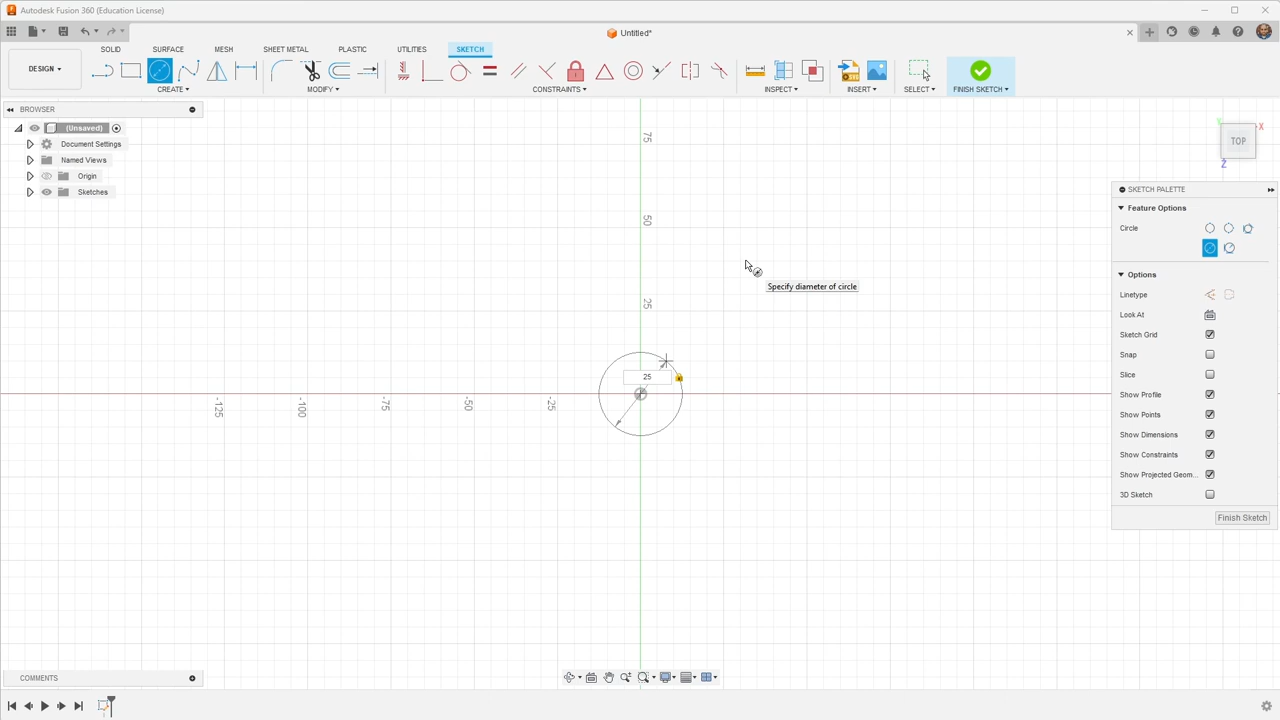 Autodesk Fusion 360 (Education License)
Untitled*
SOLID SURFACE MESH SHEET METAL PLASTIC UTILITIES SKETCH
DESIGN
CREATE MODIFY CONSTRAINTS INSPECT INSERT SELECT FINISH SKETCH
BROWSER
(Unsaved)
Document Settings
Named Views
Origin
Sketches
75
50
25
-125
-100
-75
-50
-25
25
Specify diameter of circle
TOP
X
Y
Z
SKETCH PALETTE
Feature Options
Circle
Options
Linetype
Look At
Sketch Grid
Snap
Slice
Show Profile
Show Points
Show Dimensions
Show Constraints
Show Projected Geom...
3D Sketch
Finish Sketch
COMMENTS